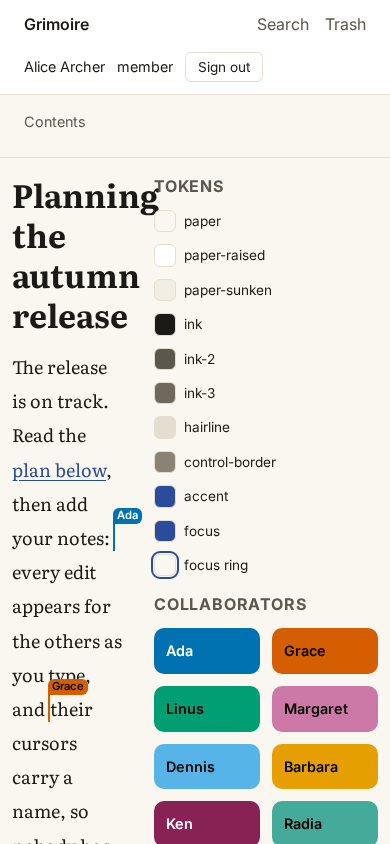 Grimoire
Search
Trash
Alice Archer
member
Sign out
Contents
Planning
the
autumn
release
The release
is on track.
Read the
plan below,
then add
Ada
your notes:
every edit
appears for
the others as
you type,
Grace
and their
cursors
carry a
name, so
TOKENS
paper
paper-raised
paper-sunken
ink
ink-2
ink-3
hairline
control-border
accent
focus
focus ring
COLLABORATORS
Ada
Grace
Linus
Margaret
Dennis
Barbara
Ken
Radia